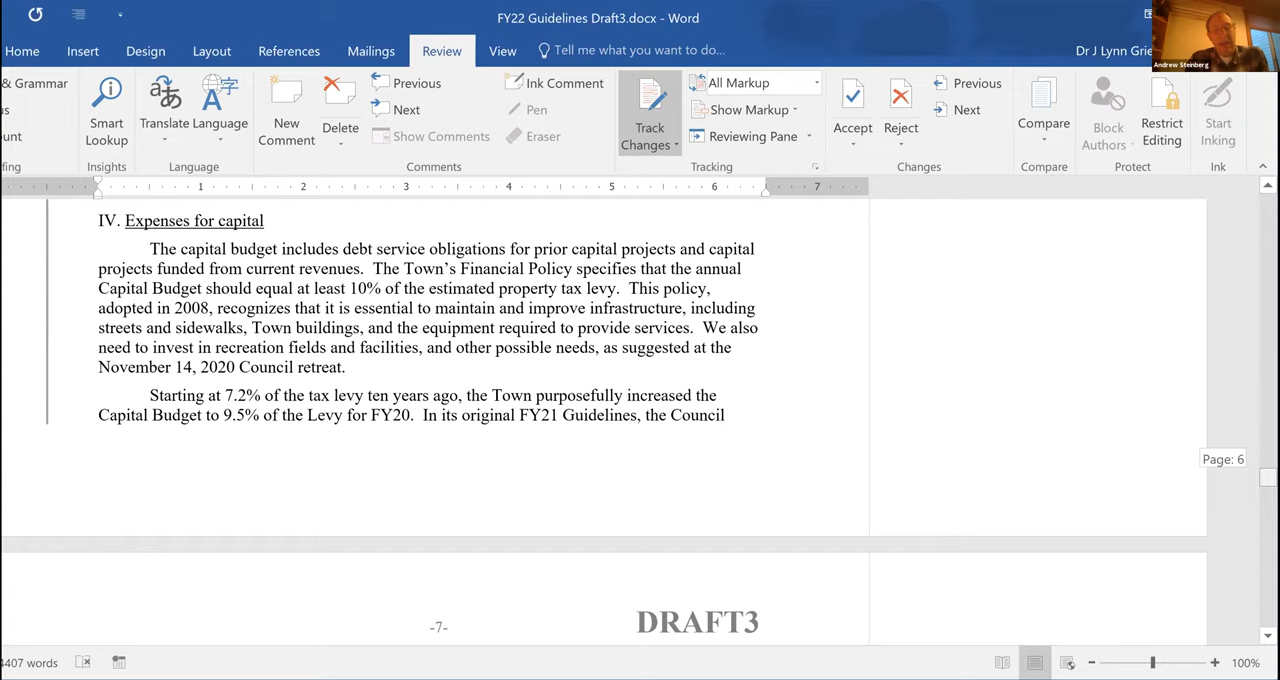 FY22 Guidelines Draft3.docx - Word
Home Insert Design Layout References Mailings Review View Tell me what you want to do...
Dr J Lynn Grie
Andrew Steinberg
& Grammar
Smart Lookup
Insights
Translate Language
Language
New Comment
Delete
Previous
Next
Show Comments
Ink Comment
Pen
Eraser
Comments
Track Changes
All Markup
Show Markup
Reviewing Pane
Tracking
Accept
Reject
Previous
Next
Changes
Compare
Compare
Block Authors
Restrict Editing
Protect
Start Inking
Ink
1 2 3 4 5 6 7
IV. Expenses for capital
The capital budget includes debt service obligations for prior capital projects and capital
projects funded from current revenues. The Town's Financial Policy specifies that the annual
Capital Budget should equal at least 10% of the estimated property tax levy. This policy,
adopted in 2008, recognizes that it is essential to maintain and improve infrastructure, including
streets and sidewalks, Town buildings, and the equipment required to provide services. We also
need to invest in recreation fields and facilities, and other possible needs, as suggested at the
November 14, 2020 Council retreat.
Starting at 7.2% of the tax levy ten years ago, the Town purposefully increased the
Capital Budget to 9.5% of the Levy for FY20. In its original FY21 Guidelines, the Council
Page: 6
-7-
DRAFT3
4407 words
100%